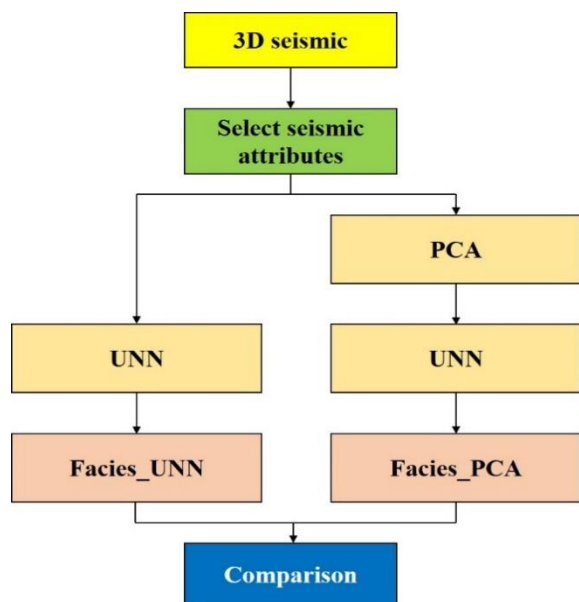 3D seismic
Select seismic
attributes
PCA
UNN
UNN
Facies_UNN
Facies_PCA
Comparison